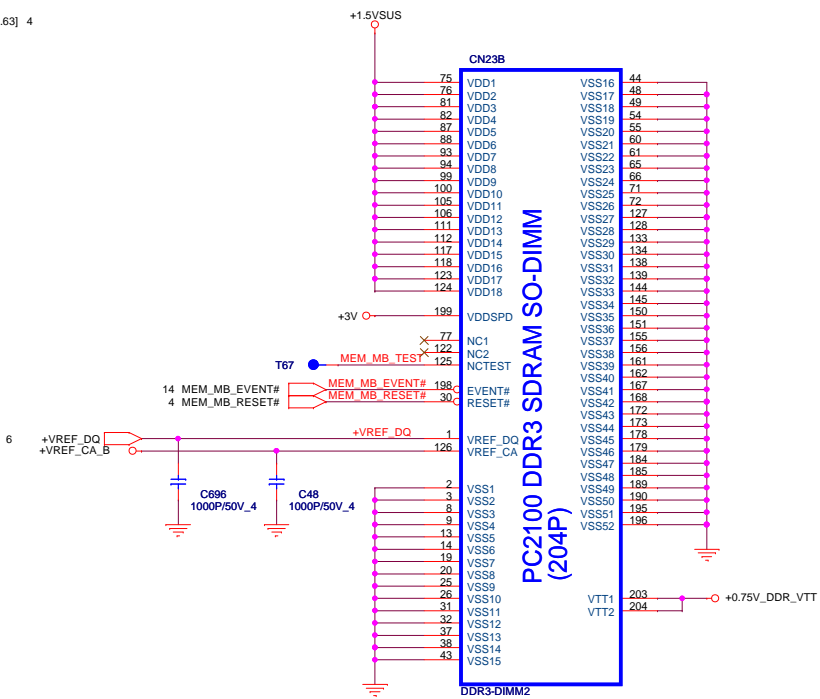 .63] 4
+1.5VSUS
CN23B
75 VDD1
76 VDD2
81 VDD3
82 VDD4
87 VDD5
88 VDD6
93 VDD7
94 VDD8
99 VDD9
100 VDD10
105 VDD11
106 VDD12
111 VDD13
112 VDD14
117 VDD15
118 VDD16
123 VDD17
124 VDD18
+3V 199 VDDSPD
77 NC1
122 NC2
T67 MEM_MB_TEST 125 NCTEST
14 MEM_MB_EVENT# MEM_MB_EVENT# 198 EVENT#
4 MEM_MB_RESET# MEM_MB_RESET# 30 RESET#
6 +VREF_DQ +VREF_DQ 1 VREF_DQ
+VREF_CA_B 126 VREF_CA
C696
1000P/50V_4
C48
1000P/50V_4
2 VSS1
3 VSS2
8 VSS3
9 VSS4
13 VSS5
14 VSS6
19 VSS7
20 VSS8
25 VSS9
26 VSS10
31 VSS11
32 VSS12
37 VSS13
38 VSS14
43 VSS15
PC2100 DDR3 SDRAM SO-DIMM
(204P)
VSS16 44
VSS17 48
VSS18 49
VSS19 54
VSS20 55
VSS21 60
VSS22 61
VSS23 65
VSS24 66
VSS25 71
VSS26 72
VSS27 127
VSS28 128
VSS29 133
VSS30 134
VSS31 138
VSS32 139
VSS33 144
VSS34 145
VSS35 150
VSS36 151
VSS37 155
VSS38 156
VSS39 161
VSS40 162
VSS41 167
VSS42 168
VSS43 172
VSS44 173
VSS45 178
VSS46 179
VSS47 184
VSS48 185
VSS49 189
VSS50 190
VSS51 195
VSS52 196
VTT1 203 +0.75V_DDR_VTT
VTT2 204
DDR3-DIMM2